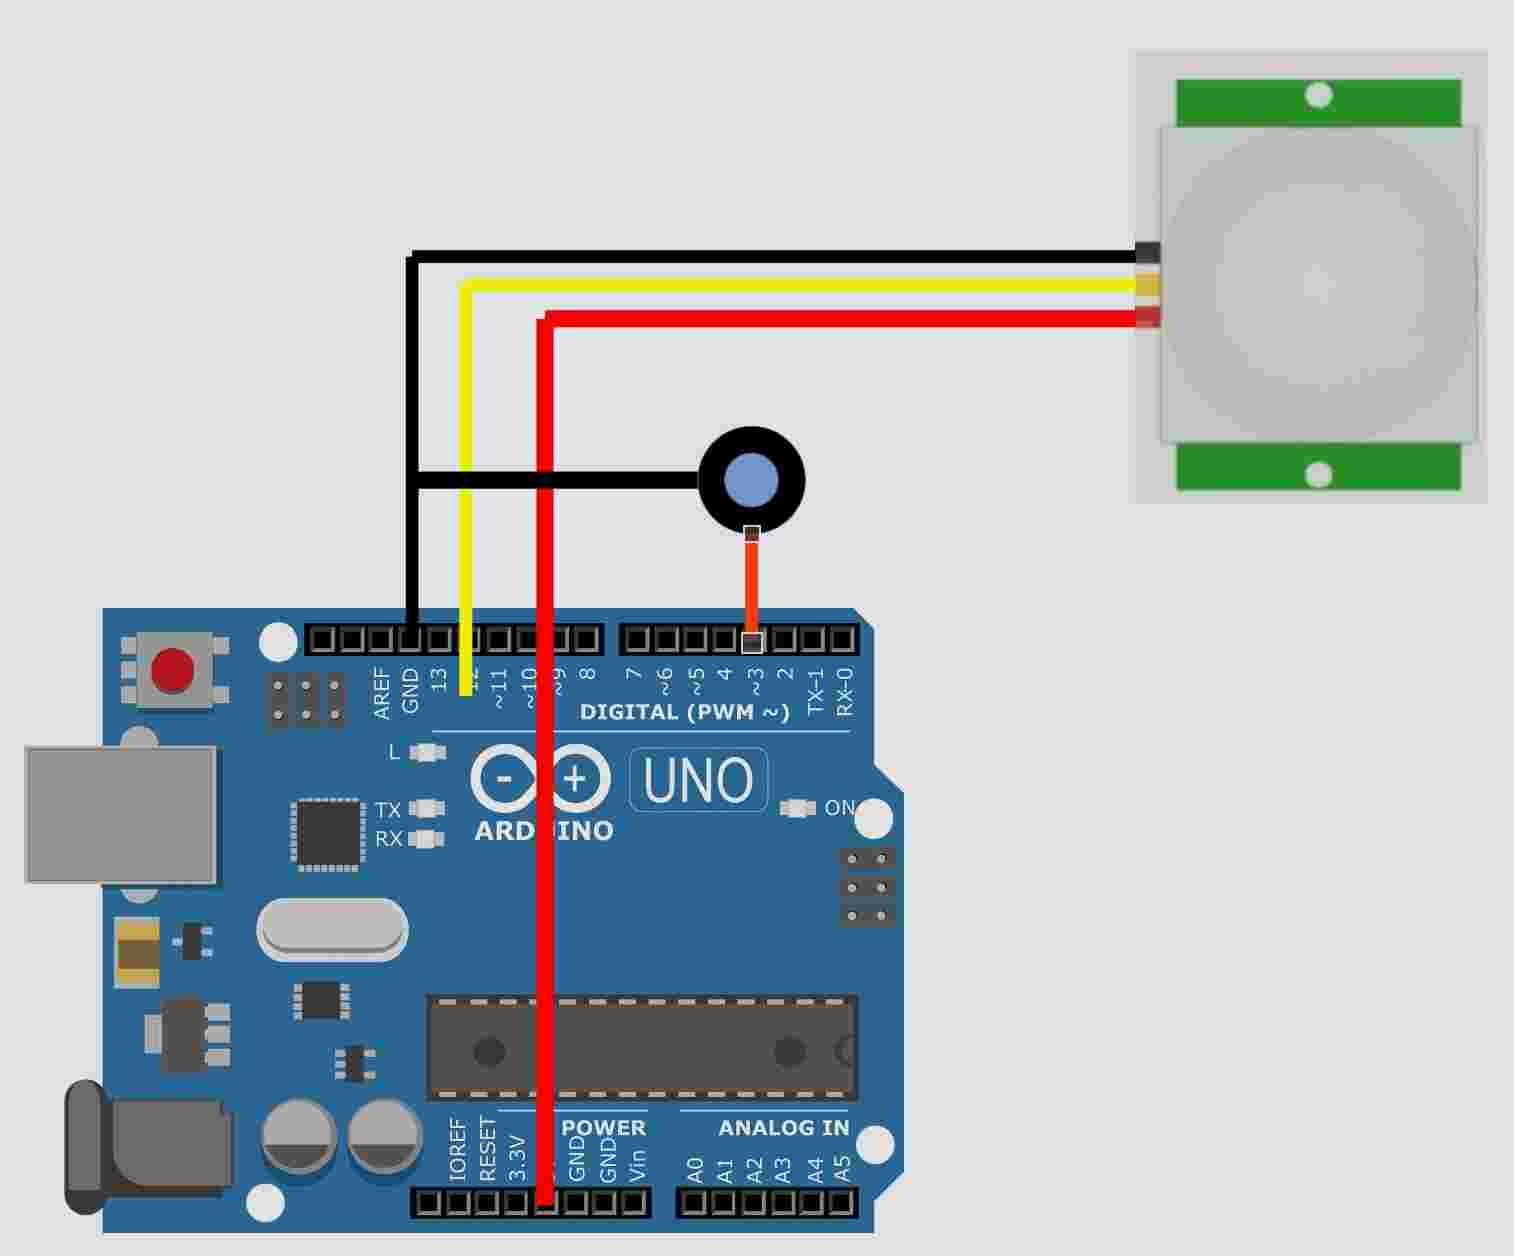 AREF
GND
13
12
~11
~10
~9
8
7
~6
~5
4
~3
2
TX→1
RX←0
DIGITAL (PWM ~)
L
TX
RX
- +
UNO
ARDUINO
ON
POWER
ANALOG IN
IOREF
RESET
3.3V
GND
GND
Vin
A0
A1
A2
A3
A4
A5